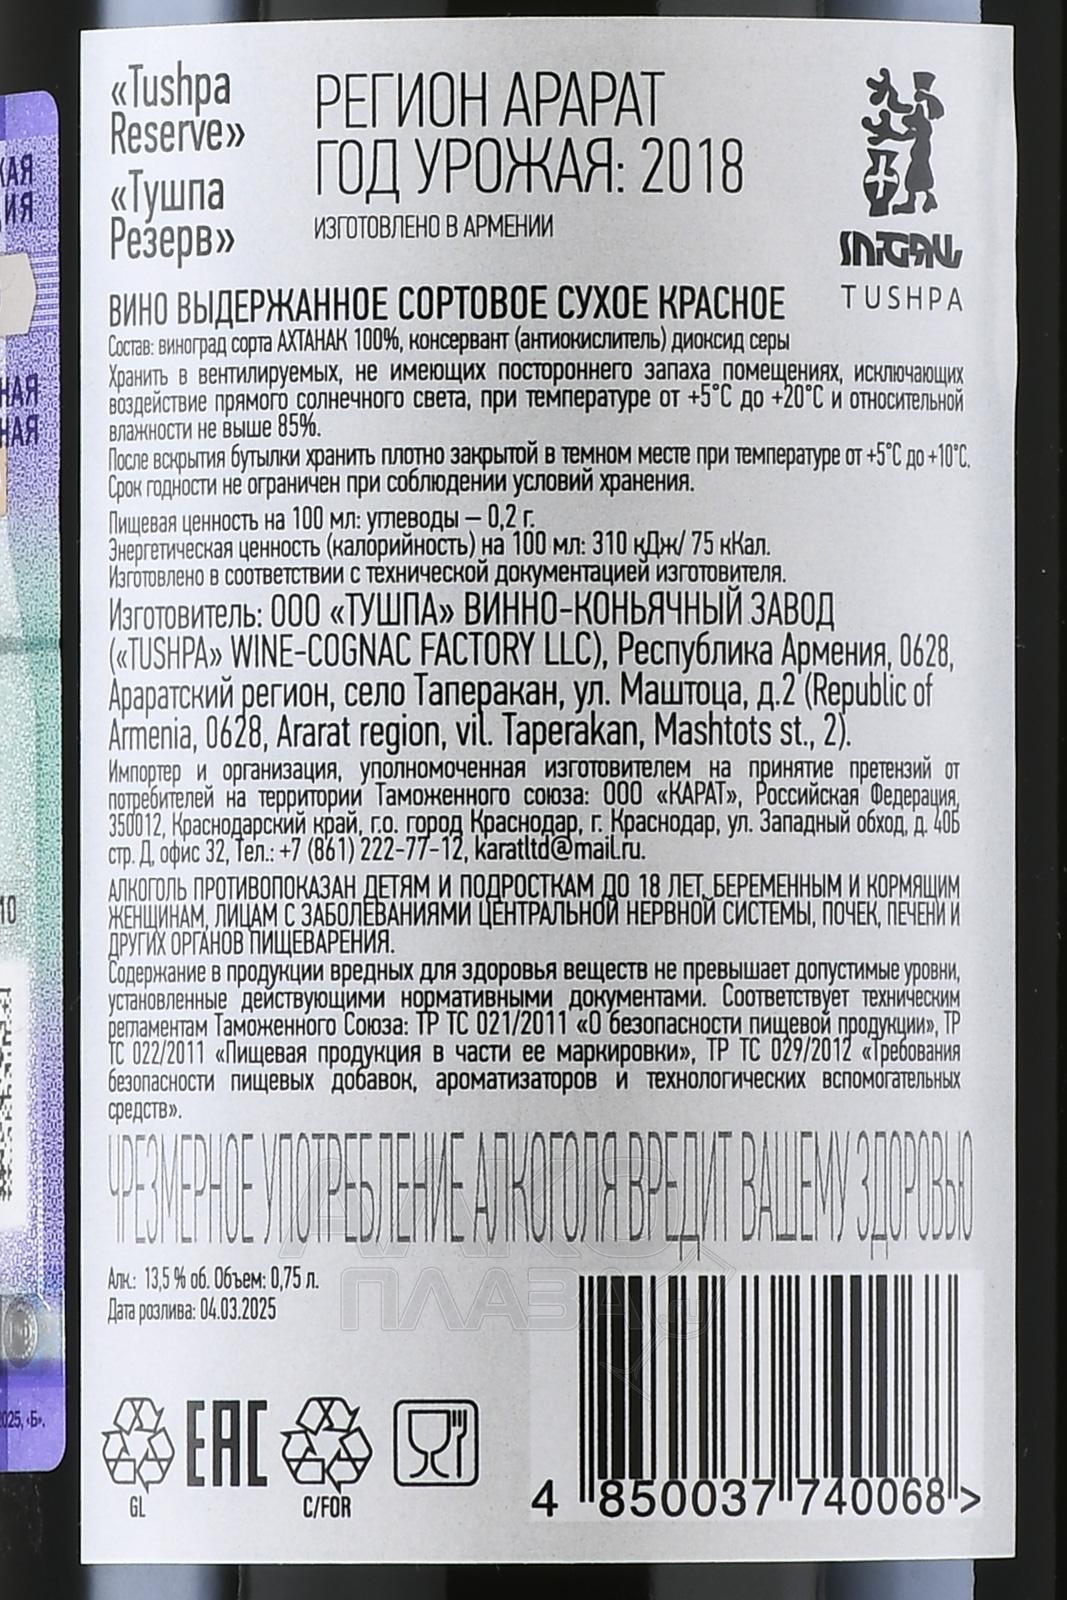 «Tushpa
Reserve»
«Тушпа
Резерв»
РЕГИОН АРАРАТ
ГОД УРОЖАЯ: 2018
ИЗГОТОВЛЕНО В АРМЕНИИ
TUSHPA
ВИНО ВЫДЕРЖАННОЕ СОРТОВОЕ СУХОЕ КРАСНОЕ
Состав: виноград сорта АХТАНАК 100%, консервант (антиокислитель) диоксид серы
Хранить в вентилируемых, не имеющих постороннего запаха помещениях, исключающих
воздействие прямого солнечного света, при температуре от +5°С до +20°С и относительной
влажности не выше 85%.
После вскрытия бутылки хранить плотно закрытой в темном месте при температуре от +5°С до +10°С.
Срок годности не ограничен при соблюдении условий хранения.
Пищевая ценность на 100 мл: углеводы – 0,2 г.
Энергетическая ценность (калорийность) на 100 мл: 310 кДж/ 75 кКал.
Изготовлено в соответствии с технической документацией изготовителя.
Изготовитель: ООО «ТУШПА» ВИННО-КОНЬЯЧНЫЙ ЗАВОД
(«TUSHPA» WINE-COGNAC FACTORY LLC), Республика Армения, 0628,
Араратский регион, село Таперакан, ул. Маштоца, д.2 (Republic of
Armenia, 0628, Ararat region, vil. Taperakan, Mashtots st., 2).
Импортер и организация, уполномоченная изготовителем на принятие претензий от
потребителей на территории Таможенного союза: ООО «КАРАТ», Российская Федерация,
350012, Краснодарский край, г.о. город Краснодар, г. Краснодар, ул. Западный обход, д. 40Б
стр. Д, офис 32, Тел.: +7 (861) 222-77-12, karatltd@mail.ru.
АЛКОГОЛЬ ПРОТИВОПОКАЗАН ДЕТЯМ И ПОДРОСТКАМ ДО 18 ЛЕТ, БЕРЕМЕННЫМ И КОРМЯЩИМ
ЖЕНЩИНАМ, ЛИЦАМ С ЗАБОЛЕВАНИЯМИ ЦЕНТРАЛЬНОЙ НЕРВНОЙ СИСТЕМЫ, ПОЧЕК, ПЕЧЕНИ И
ДРУГИХ ОРГАНОВ ПИЩЕВАРЕНИЯ.
Содержание в продукции вредных для здоровья веществ не превышает допустимые уровни,
установленные действующими нормативными документами. Соответствует техническим
регламентам Таможенного Союза: ТР ТС 021/2011 «О безопасности пищевой продукции», ТР
ТС 022/2011 «Пищевая продукция в части ее маркировки», ТР ТС 029/2012 «Требования
безопасности пищевых добавок, ароматизаторов и технологических вспомогательных
средств».
ЧРЕЗМЕРНОЕ УПОТРЕБЛЕНИЕ АЛКОГОЛЯ ВРЕДИТ ВАШЕМУ ЗДОРОВЬЮ
АЛКО
ПЛАЗА.ru
Алк.: 13,5 % об. Объем: 0,75 л.
Дата розлива: 04.03.2025
GL
EAC
C/FOR
4 850037 740068 >